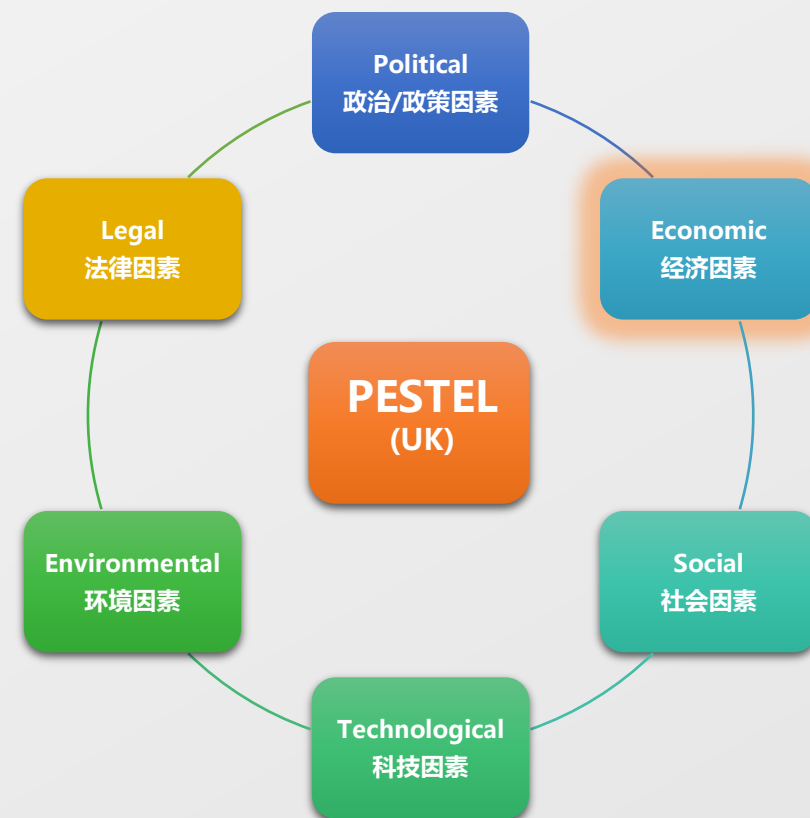 Political
政治/政策因素
Legal
法律因素
Economic
经济因素
PESTEL
(UK)
Environmental
环境因素
Social
社会因素
Technological
科技因素